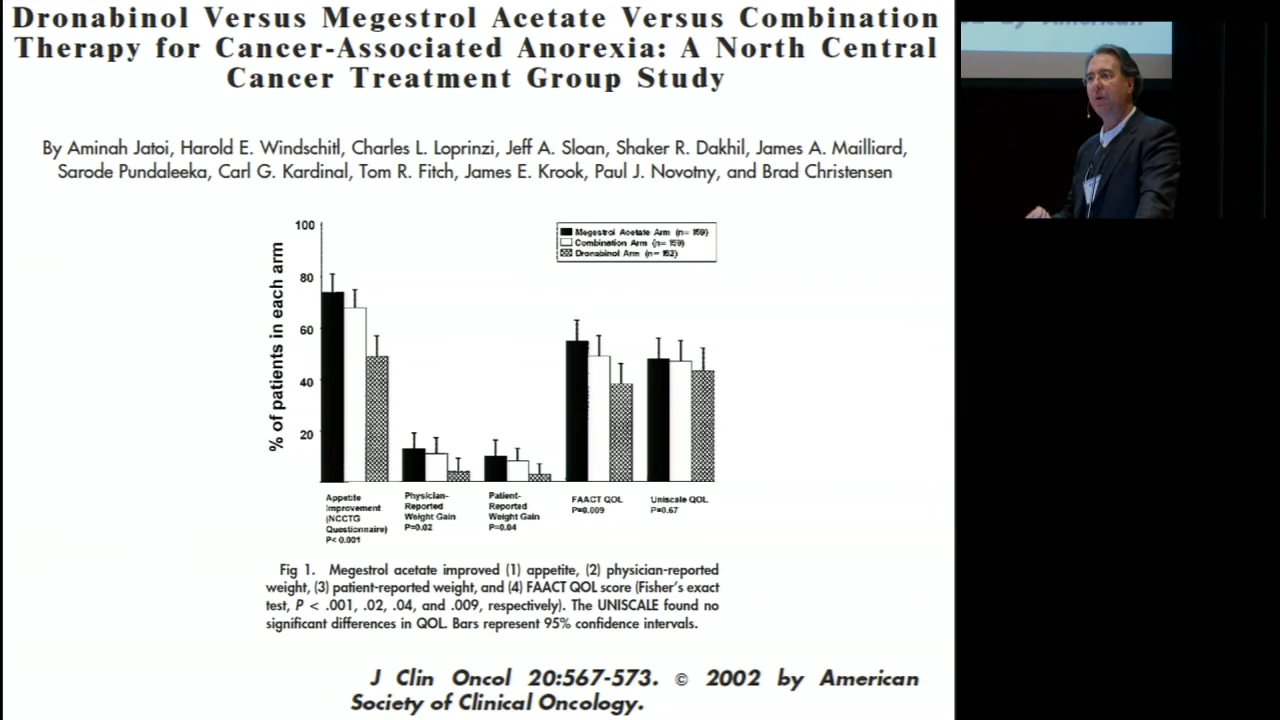 Dronabinol Versus Megestrol Acetate Versus Combination
Therapy for Cancer-Associated Anorexia: A North Central
Cancer Treatment Group Study
By Aminah Jatoi, Harold E. Windschitl, Charles L. Loprinzi, Jeff A. Sloan, Shaker R. Dakhil, James A. Mailliard,
Sarode Pundaleeka, Carl G. Kardinal, Tom R. Fitch, James E. Krook, Paul J. Novotny, and Brad Christensen
% of patients in each arm
100
80
60
40
20
Megestrol Acetate Arm (n= 159)
Combination Arm (n= 159)
Dronabinol Arm (n= 152)
Appetite
Improvement
(NCCTG
Questionnaire)
P< 0.001
Physician-
Reported
Weight Gain
P=0.02
Patient-
Reported
Weight Gain
P=0.04
FAACT QOL
P=0.009
Uniscale QOL
P=0.67
Fig 1. Megestrol acetate improved (1) appetite, (2) physician-reported
weight, (3) patient-reported weight, and (4) FAACT QOL score (Fisher's exact
test, P < .001, .02, .04, and .009, respectively). The UNISCALE found no
significant differences in QOL. Bars represent 95% confidence intervals.
J Clin Oncol 20:567-573. © 2002 by American
Society of Clinical Oncology.
by American